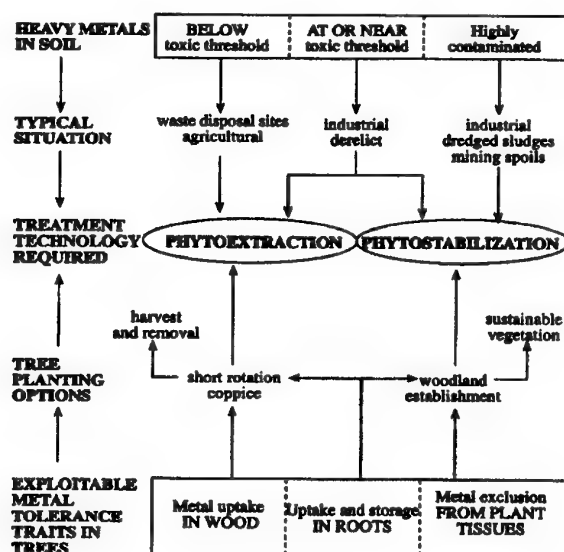 HEAVY METALS
IN SOIL
BELOW
toxic threshold
AT OR NEAR
toxic threshold
Highly
contaminated
TYPICAL
SITUATION
waste disposal sites
agricultural
industrial
derelict
industrial
dredged sludges
mining spoils
TREATMENT
TECHNOLOGY
REQUIRED
PHYTOEXTRACTION
PHYTOSTABILIZATION
harvest
and removal
sustainable
vegetation
TREE
PLANTING
OPTIONS
short rotation
coppice
woodland
establishment
EXPLOITABLE
METAL
TOLERANCE
TRAITS IN
TREES
Metal uptake
IN WOOD
Uptake and storage
IN ROOTS
Metal exclusion
FROM PLANT
TISSUES